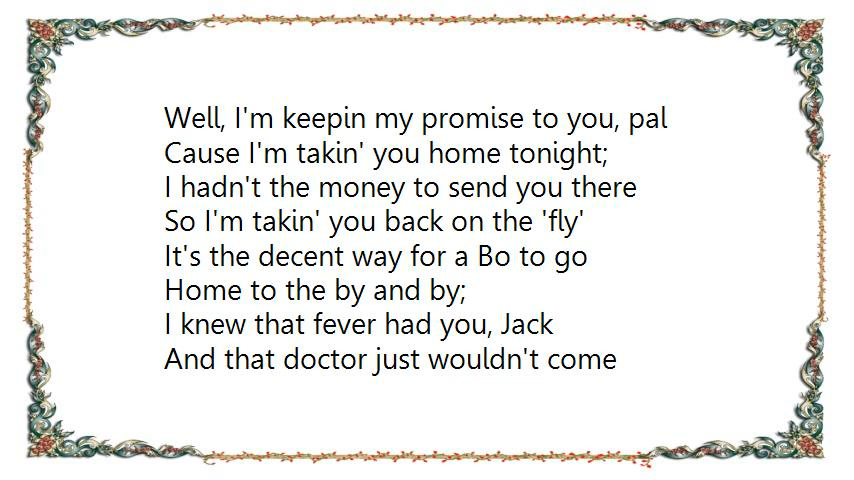 Well, I'm keepin my promise to you, pal
Cause I'm takin' you home tonight;
I hadn't the money to send you there
So I'm takin' you back on the 'fly'
It's the decent way for a Bo to go
Home to the by and by;
I knew that fever had you, Jack
And that doctor just wouldn't come